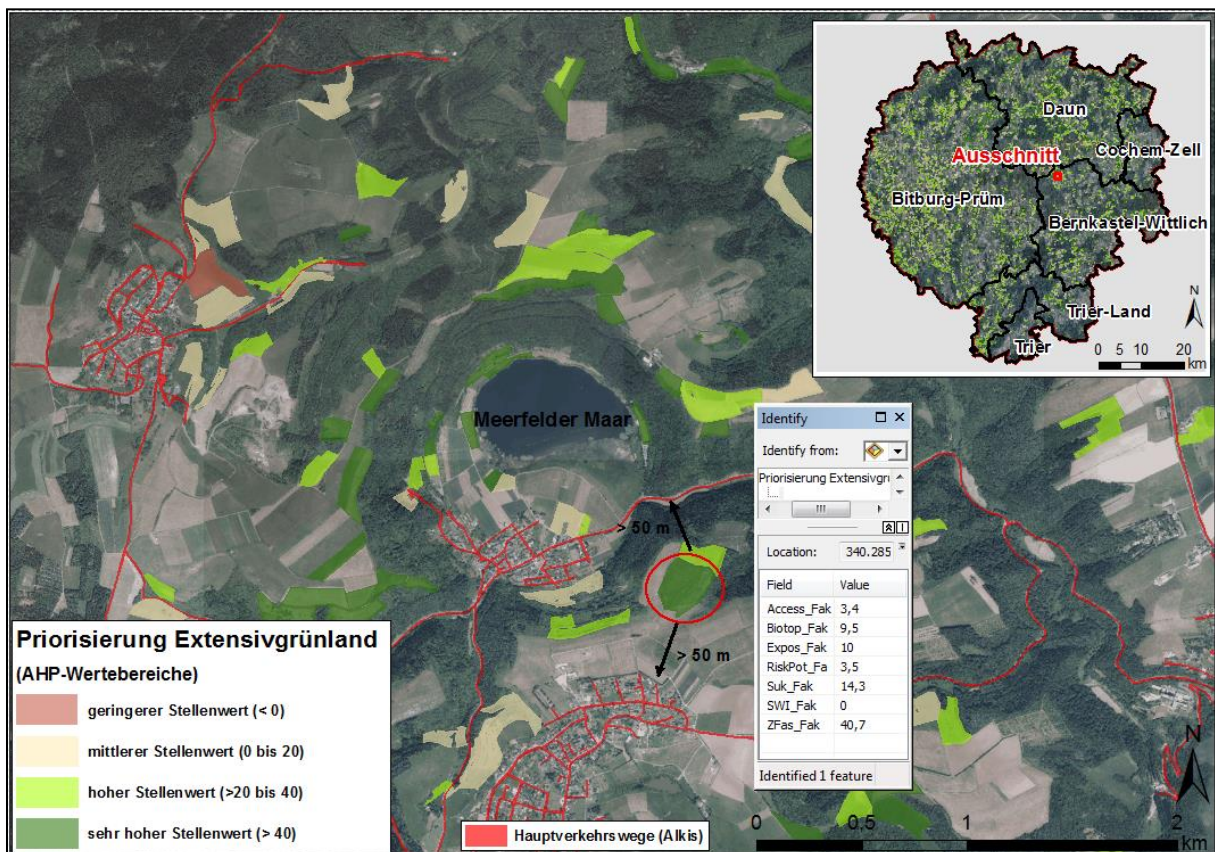 Daun
Cochem-Zell
Ausschnitt
Bitburg-Prüm
Bernkastel-Wittlich
Trier-Land
Trier
N
0 5 10 20
km
Meerfelder Maar
> 50 m
> 50 m
Identify
Identify from:
Priorisierung Extensivgrü
Location: 340.285
Field Value
Access_Fak 3,4
Biotop_Fak 9,5
Expos_Fak 10
RiskPot_Fa 3,5
Suk_Fak 14,3
SWI_Fak 0
ZFas_Fak 40,7
Identified 1 feature
Priorisierung Extensivgrünland
(AHP-Wertebereiche)
geringerer Stellenwert (< 0)
mittlerer Stellenwert (0 bis 20)
hoher Stellenwert (>20 bis 40)
sehr hoher Stellenwert (> 40)
Hauptverkehrswege (Alkis)
N
0 0,5 1 2
km